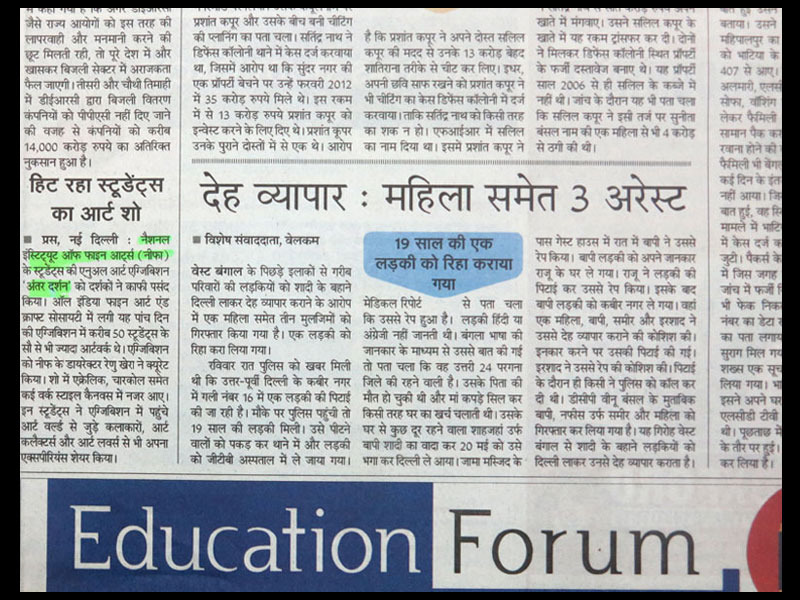 में कहा गया है कि अगर डीईआरसी
जैसे राज्य आयोगों को इस तरह की
लापरवाही और मनमानी करने की
छूट मिलती रही, तो पूरे देश में और
खासकर बिजली सेक्टर में अराजकता
फैल जाएगी। तीसरी और चौथी तिमाही
में डीईआरसी द्वारा बिजली वितरण
कंपनियों को पीपीएसी नहीं दिए जाने
की वजह से कंपनियों को करीब
14,000 करोड़ रुपये का अतिरिक्त
नुकसान हुआ है।
हिट रहा स्टूडेंट्स
का आर्ट शो
■ प्रस, नई दिल्ली : नैशनल
इंस्टिट्यूट ऑफ फाइन आर्ट्स (नीफा)
के स्टूडेंट्स की एनुअल आर्ट एग्जिबिशन
'अंतर दर्शन' को दर्शकों ने काफी पसंद
किया। ऑल इंडिया फाइन आर्ट एंड
क्राफ्ट सोसायटी में लगी यह पांच दिन
की एग्जिबिशन में करीब 50 स्टूडेंट्स के
सौ से भी ज्यादा आर्टवर्क थे। एग्जिबिशन
को नीफ के डायरेक्टर रेणु खेरा ने क्यूरेट
किया। शो में एक्रेलिक, चारकोल समेत
कई वर्क स्टाइल कैनवस में नजर आए।
इन स्टूडेंट्स ने एग्जिबिशन में पहुंचे
आर्ट वर्ल्ड से जुड़े कलाकारों, आर्ट
कलैक्टर्स और आर्ट लवर्स से भी अपना
एक्सपीरियंस शेयर किया।
प्रशांत कपूर और उसके बीच बनी चीटिंग
की प्लानिंग का पता चला। सतिंद्र नाथ ने
डिफेंस कॉलोनी थाने में केस दर्ज करवाया
था, जिसमें आरोप था कि सुंदर नगर की
एक प्रॉपर्टी बेचने पर उन्हें फरवरी 2012
में 35 करोड़ रुपये मिले थे। इस रकम
में से 13 करोड़ रुपये प्रशांत कपूर को
इन्वेस्ट करने के लिए दिए थे। प्रशांत कूपर
उनके पुराने दोस्तों में से एक थे। आरोप
है कि प्रशांत कपूर ने अपने दोस्त सलिल
कपूर की मदद से उनके 13 करोड़ बेहद
शातिराना तरीके से चीट कर लिए। इधर,
अपनी छवि साफ रखने को प्रशांत कपूर ने
भी चीटिंग का केस डिफेंस कॉलोनी में दर्ज
करवाया। ताकि सतिंद्र नाथ को किसी तरह
का शक न हो। एफआईआर में सलिल
का नाम दिया था। इसमें प्रशांत कपूर ने
खाते में मंगवाए। उसने सलिल कपूर के
खाते में यह रकम ट्रांसफर कर दी। दोनों
ने मिलकर डिफेंस कॉलोनी स्थित प्रॉपर्टी
के फर्जी दस्तावेज बनाए थे। यह प्रॉपर्टी
साल 2006 से ही सलिल के कब्जे में
नहीं थी। जांच के दौरान यह भी पता चला
कि सलिल कपूर ने इसी तर्ज पर सुनीता
बंसल नाम की एक महिला से भी 4 करोड़
से ठगी की थी।
देह व्यापार : महिला समेत 3 अरेस्ट
■ विशेष संवाददाता, वेलकम
वेस्ट बंगाल के पिछड़े इलाकों से गरीब
परिवारों की लड़कियों को शादी के बहाने
दिल्ली लाकर देह व्यापार कराने के आरोप
में एक महिला समेत तीन मुलजिमों को
गिरफ्तार किया गया है। एक लड़की को
रिहा करा लिया गया।
रविवार रात पुलिस को खबर मिली
थी कि उत्तर-पूर्वी दिल्ली के कबीर नगर
में गली नंबर 16 में एक लड़की की पिटाई
की जा रही है। मौके पर पुलिस पहुंची तो
19 साल की लड़की मिली। उसे पीटने
वालों को पकड़ कर थाने में और लड़की
को जीटीबी अस्पताल में ले जाया गया।
19 साल की एक
लड़की को रिहा कराया
गया
मेडिकल रिपोर्ट से पता चला
कि उससे रेप हुआ है। लड़की हिंदी या
अंग्रेजी नहीं जानती थी। बंगला भाषा की
जानकार के माध्यम से उससे बात की गई
तो पता चला कि वह उत्तरी 24 परगना
जिले की रहने वाली है। उसके पिता की
मौत हो चुकी थी और मां कपड़े सिल कर
किसी तरह घर का खर्च चलाती थी। उसके
घर से कुछ दूर रहने वाला शाहजहां उर्फ
बापी शादी का वादा कर 20 मई को उसे
भगा कर दिल्ली ले आया। जामा मस्जिद के
पास गेस्ट हाउस में रात में बापी ने उससे
रेप किया। बापी लड़की को अपने जानकार
राजू के घर ले गया। राजू ने लड़की की
पिटाई कर उससे रेप किया। इसके बाद
बापी लड़की को कबीर नगर ले गया। वहां
एक महिला, बापी, समीर और इरशाद ने
उससे देह व्यापार कराने की कोशिश की।
इनकार करने पर उसकी पिटाई की गई।
इरशाद ने उससे रेप की कोशिश की। पिटाई
के दौरान ही किसी ने पुलिस को कॉल कर
दी थी। डीसीपी वीनू बंसल के मुताबिक
बापी, नफीस उर्फ समीर और महिला को
गिरफ्तार कर लिया गया है। यह गिरोह वेस्ट
बंगाल से शादी के बहाने लड़कियों को
दिल्ली लाकर उनसे देह व्यापार कराता है।
बताया। उसने
महिपालपुर का
को भाटिया के
407 से आए।
अलमारी, एलसी
सोफा, वॉशिंग
लेकर फैमिली
सामान पैक कर
रवाना होने की
फैमिली भी बेंग
कई दिन के इंत
नहीं आया। जि
बात हुई, वह सि
मामले में भाटि
में केस दर्ज क
जुटी। पैकर्स के
में जिस जगह
जांच की तो वह
भी फेक निक
नंबर का डेटा ख
का पता लगाय
सुराग मिल गय
शख्स एक सूच
लिया गया। भा
इसने अपने घर
एलसीडी टीवी
थी। पूछताछ में
के तौर पर हुई।
कर लिया है।
Education Forum